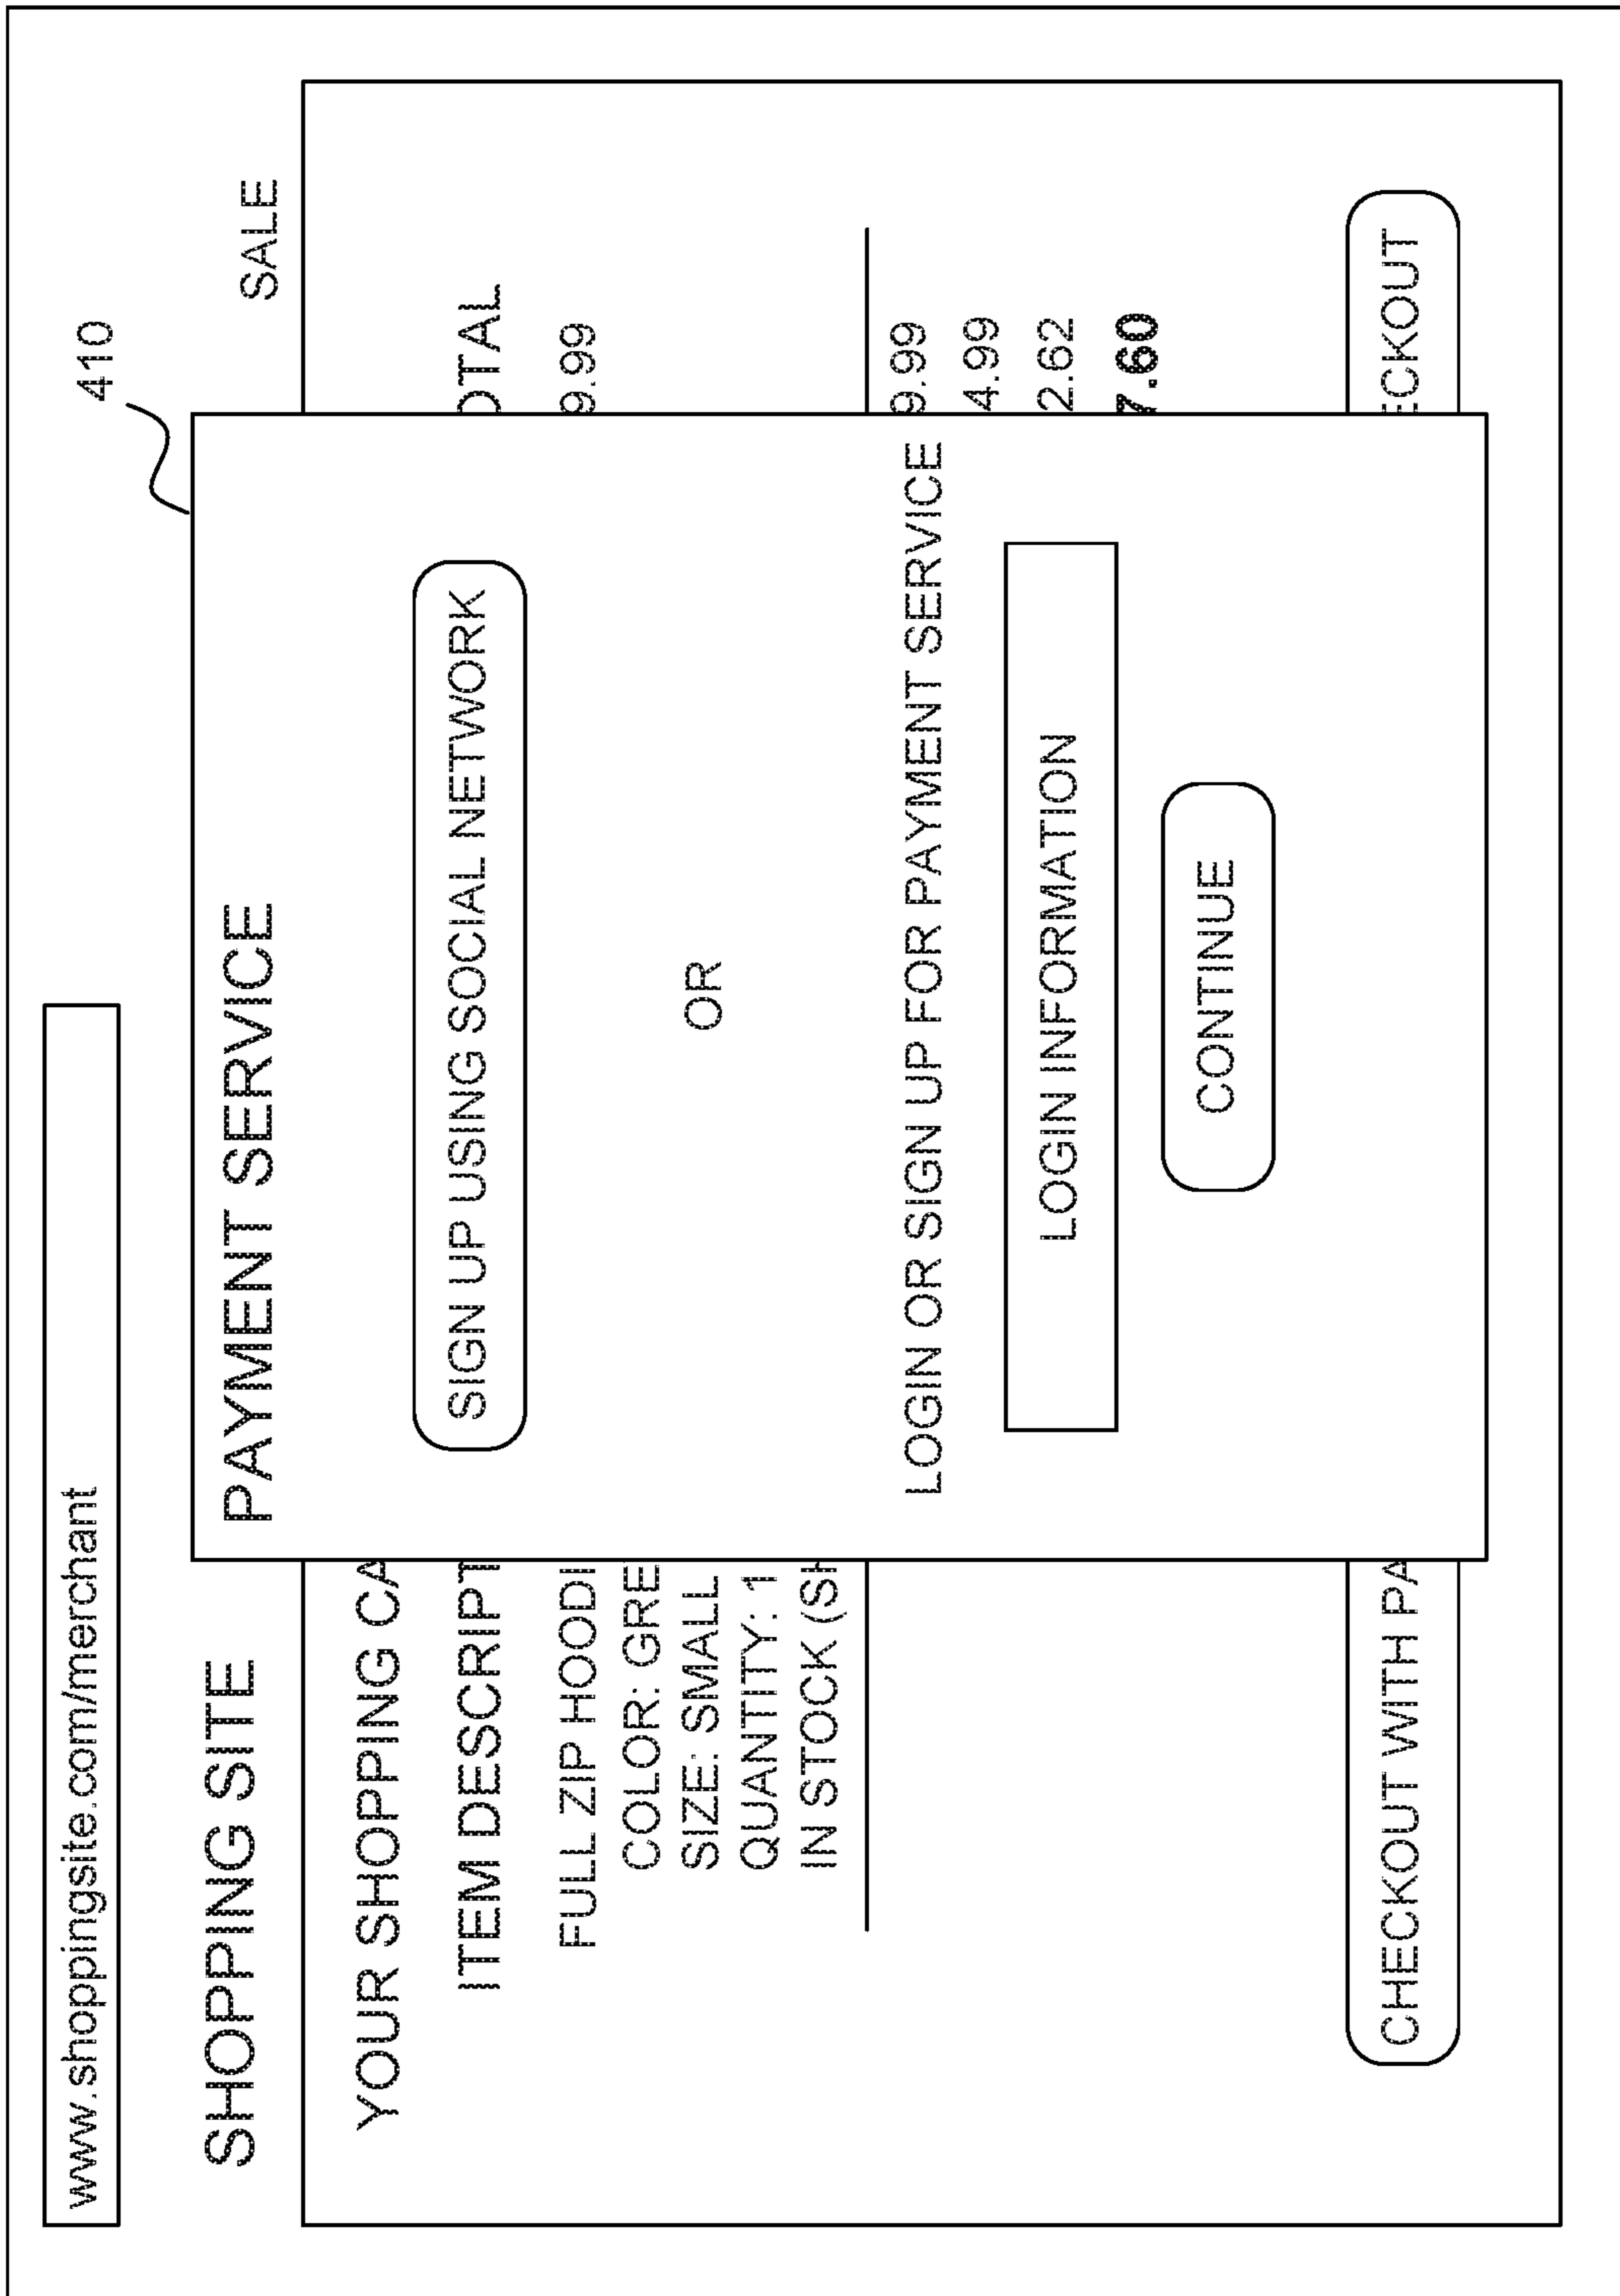 www.shoppingsite.com/merchant
410
SHOPPING SITE
SALE
PAYMENT SERVICE
YOUR SHOPPING CA
ITEM DESCRIPT
OTAL
SIGN UP USING SOCIAL NETWORK
FULL ZIP HOODI
9.99
COLOR: GRE
SIZE: SMALL
OR
QUANTITY: 1
IN STOCK (SH
9.99
LOGIN OR SIGN UP FOR PAYMENT SERVICE
4.99
LOGIN INFORMATION
2.62
7.60
CONTINUE
CHECKOUT WITH PA
ECKOUT